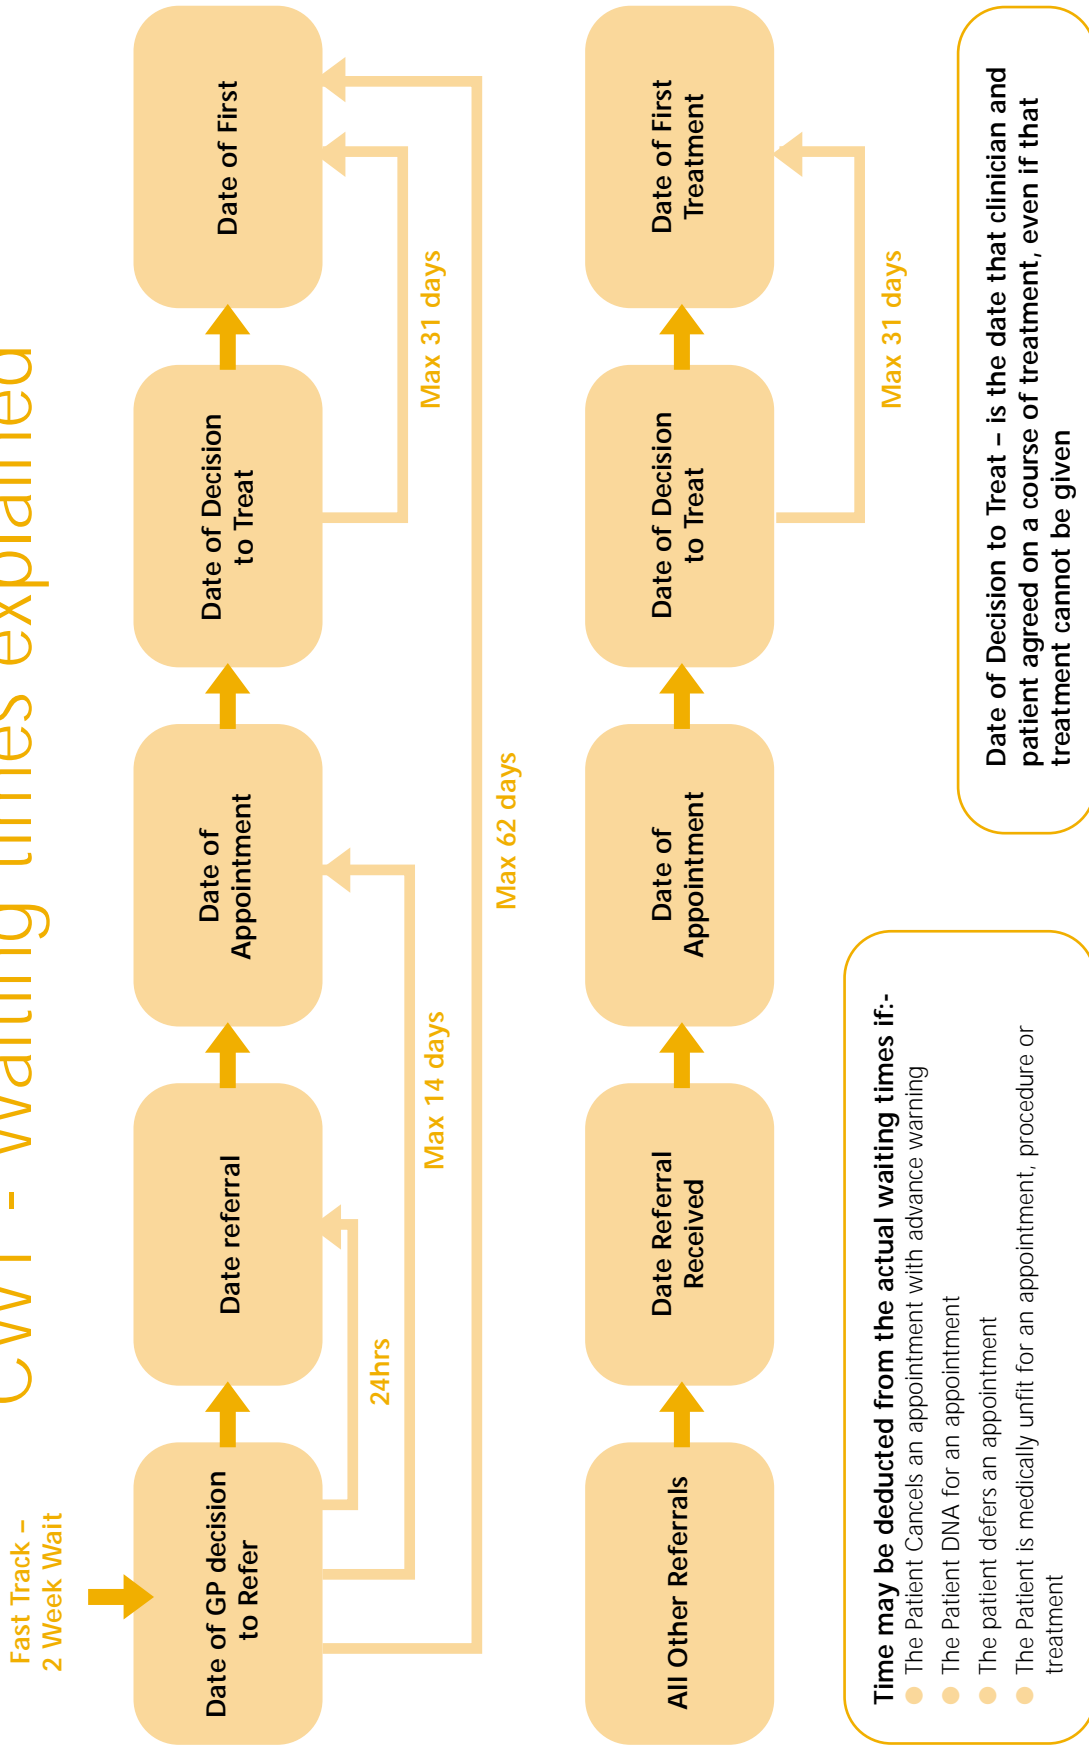 CWT - Waiting times explained
Fast Track –
2 Week Wait
Date of GP decision
to Refer
Date referral
Date of
Appointment
Date of Decision
to Treat
Date of First
24hrs
Max 14 days
Max 31 days
Max 62 days
All Other Referrals
Date Referral
Received
Date of
Appointment
Date of Decision
to Treat
Date of First
Treatment
Max 31 days
Time may be deducted from the actual waiting times if:-
The Patient Cancels an appointment with advance warning
The Patient DNA for an appointment
The patient defers an appointment
The Patient is medically unfit for an appointment, procedure or
treatment
Date of Decision to Treat – is the date that clinician and
patient agreed on a course of treatment, even if that
treatment cannot be given